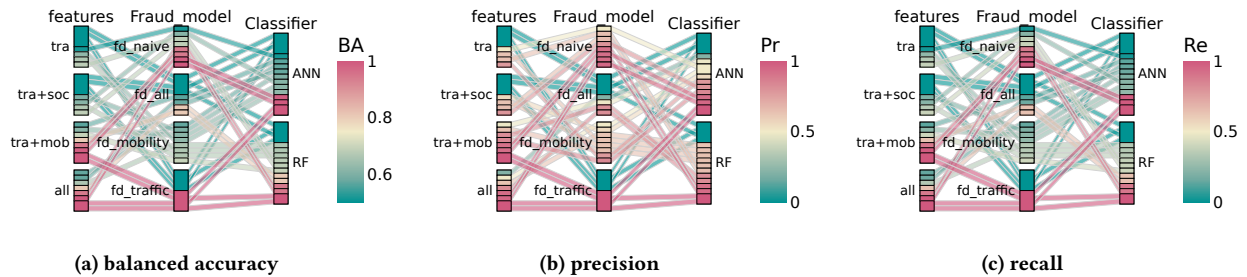 features Fraud_model Classifier
BA
tra
tra+soc
tra+mob
all
fd_naive
fd_all
fd_mobility
fd_traffic
ANN
RF
1
0.8
0.6
(a) balanced accuracy
features Fraud_model Classifier
Pr
tra
tra+soc
tra+mob
all
fd_naive
fd_all
fd_mobility
fd_traffic
ANN
RF
1
0.5
0
(b) precision
features Fraud_model Classifier
Re
tra
tra+soc
tra+mob
all
fd_naive
fd_all
fd_mobility
fd_traffic
ANN
RF
1
0.5
0
(c) recall